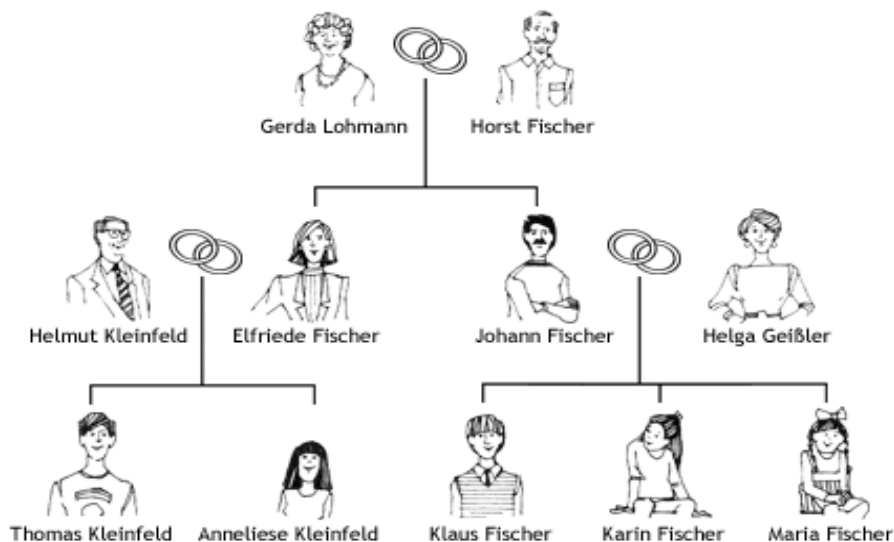 Gerda Lohmann
Horst Fischer
Helmut Kleinfeld
Elfriede Fischer
Johann Fischer
Helga Geißler
Thomas Kleinfeld
Anneliese Kleinfeld
Klaus Fischer
Karin Fischer
Maria Fischer